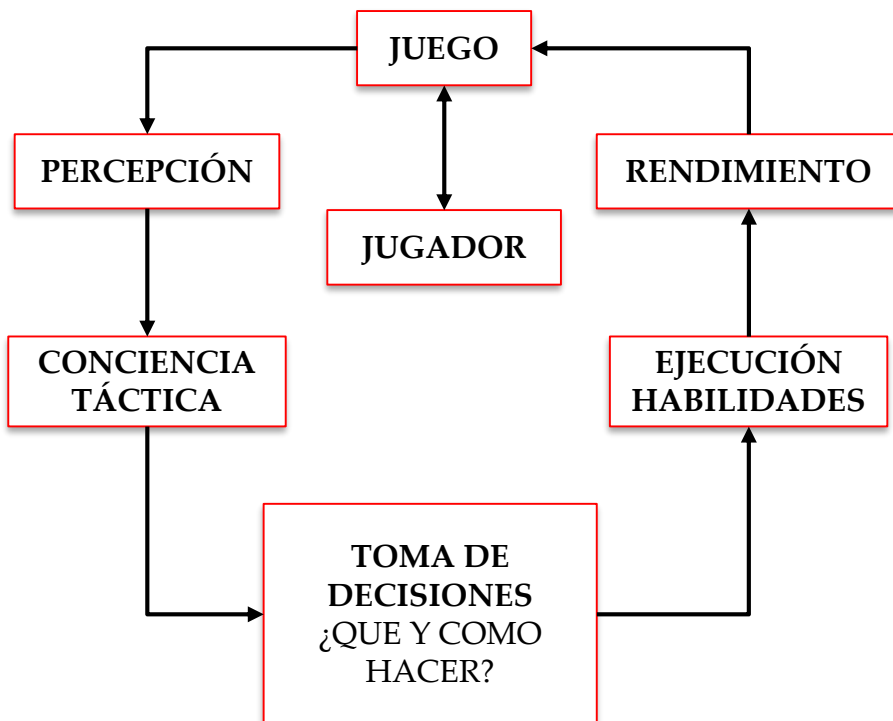 JUEGO
PERCEPCIÓN
RENDIMIENTO
JUGADOR
CONCIENCIA
TÁCTICA
EJECUCIÓN
HABILIDADES
TOMA DE
DECISIONES
¿QUE Y COMO
HACER?